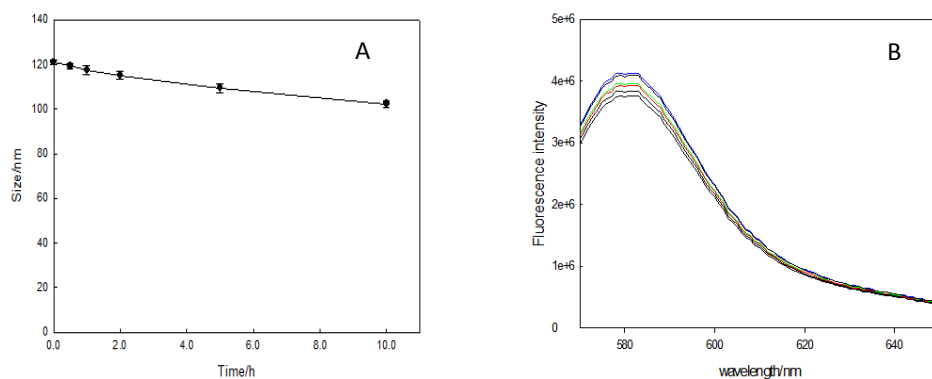 140
120
100
80
60
40
20
0
0.0
2.0
4.0
6.0
8.0
10.0
Size/nm
Time/h
A
5e+6
4e+6
3e+6
2e+6
1e+6
0
580
600
620
640
Fluorescence intensity
wavelength/nm
B